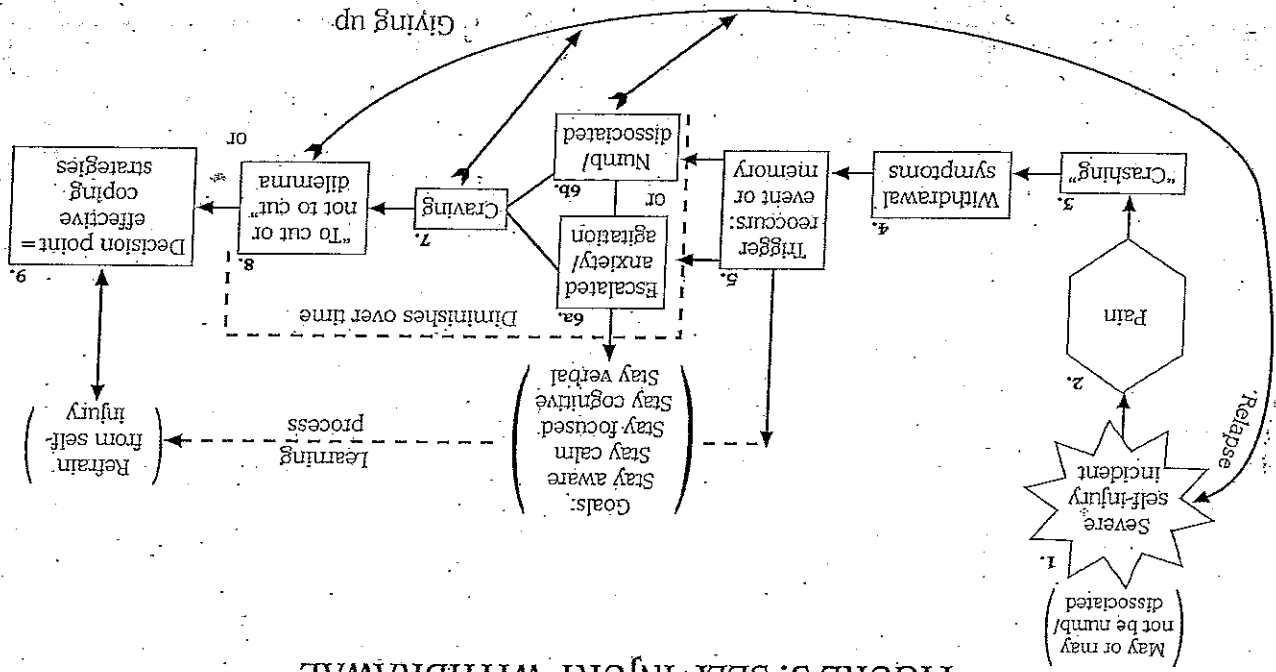 SELF-INJURY WITHDRAWAL
(May or may
not be numb/
dissociated)
1.
Severe
self-injury
incident
Relapse
2.
Pain
3.
"Crashing"
4.
Withdrawal
symptoms
5.
Trigger
reoccurs:
event or
memory
Goals:
Stay aware
Stay calm
Stay focused
Stay cognitive
Stay verbal
Learning
process
(Refrain
from self-
injury)
Diminishes over time
6a.
Escalated
anxiety/
agitation
or
6b.
Numb/
dissociated
7.
Craving
8.
"To cut or
not to cut"
dilemma
or
9.
Decision point =
effective
coping
strategies
Giving up